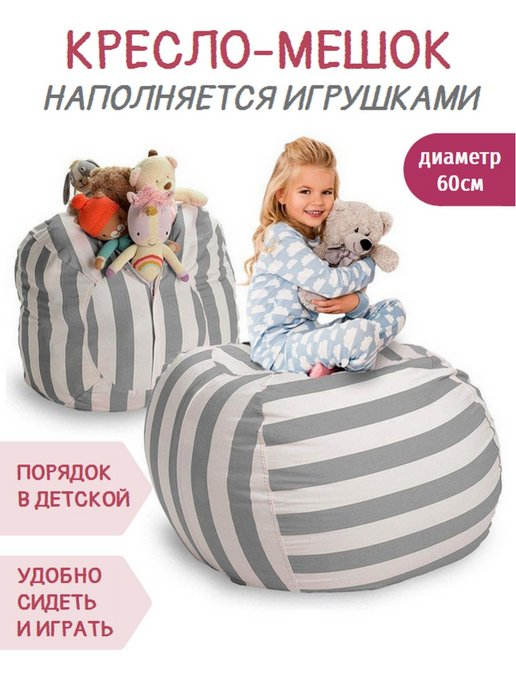 КРЕСЛО-МЕШОК
НАПОЛНЯЕТСЯ ИГРУШКАМИ
диаметр
60см
ПОРЯДОК
В ДЕТСКОЙ
УДОБНО
СИДЕТЬ
И ИГРАТЬ